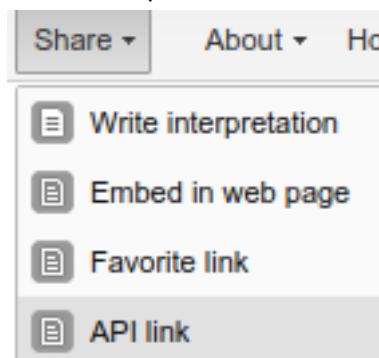 Share About
Write interpretation
Embed in web page
Favorite link
API link